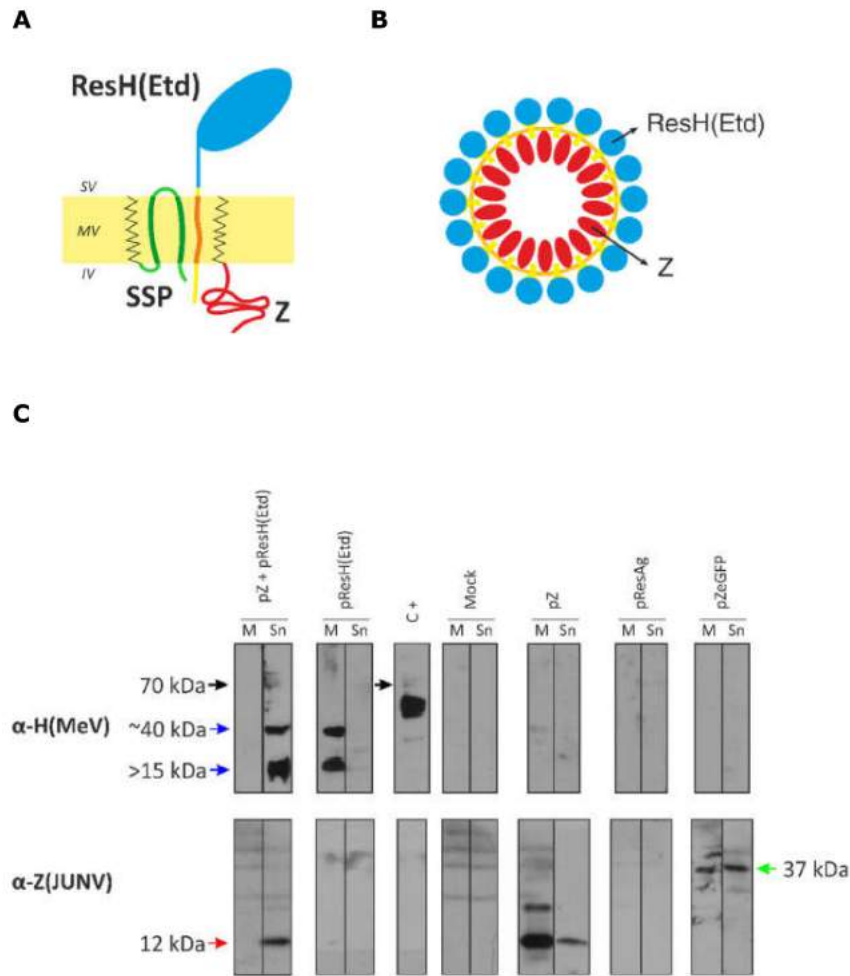 A
B
ResH(Etd)
SV
MV
IV
SSP
Z
ResH(Etd)
Z
C
pZ + pResH(Etd)
pResH(Etd)
C +
Mock
pZ
pResAg
pZeGFP
M Sn
M Sn
M Sn
M Sn
M Sn
M Sn
α-H(MeV)
70 kDa
~40 kDa
>15 kDa
α-Z(JUNV)
37 kDa
12 kDa